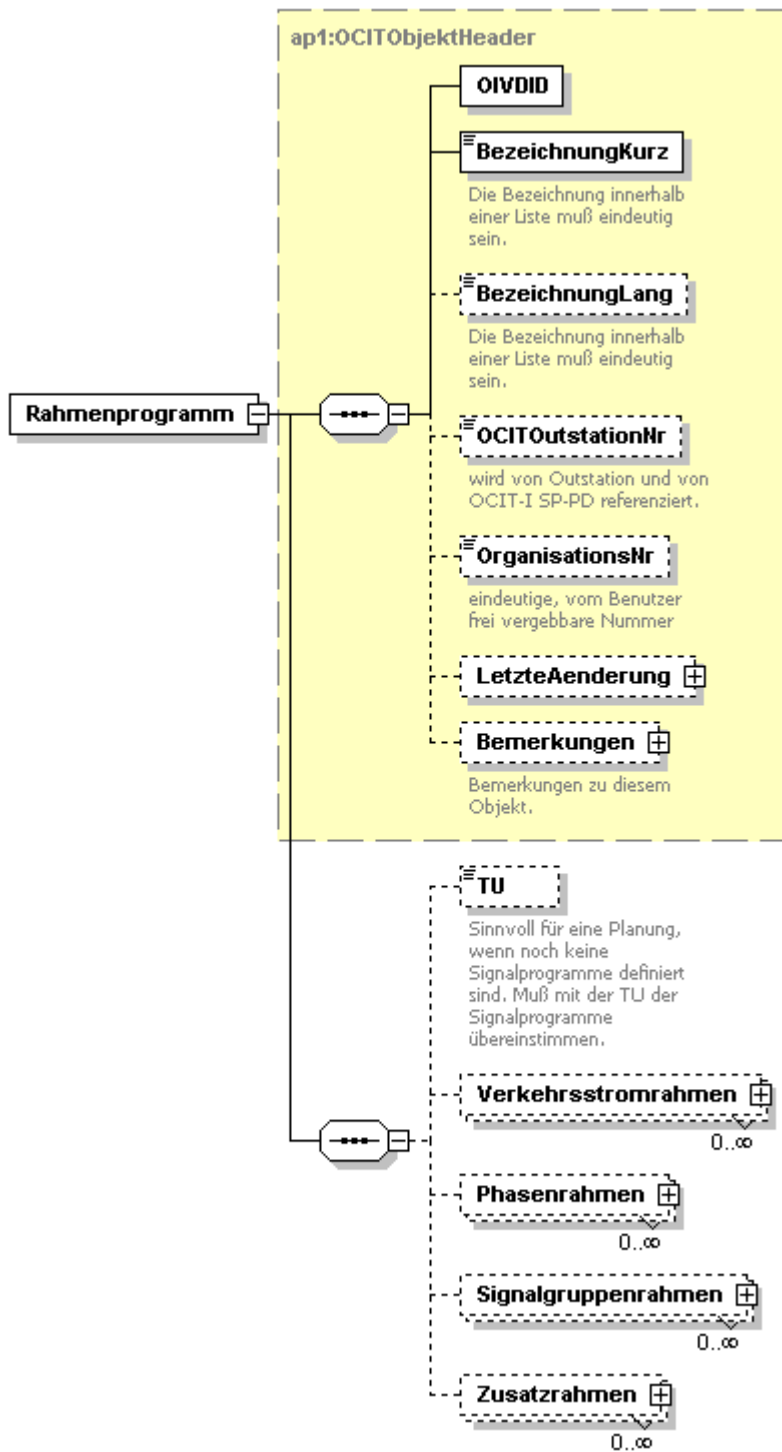 ap1:OCITObjektHeader
OIVDID
BezeichnungKurz
Die Bezeichnung innerhalb
einer Liste muß eindeutig
sein.
BezeichnungLang
Die Bezeichnung innerhalb
einer Liste muß eindeutig
sein.
Rahmenprogramm
OCITOutstationNr
wird von Outstation und von
OCIT-I SP-PD referenziert.
OrganisationsNr
eindeutige, vom Benutzer
frei vergebbare Nummer
LetzteAenderung
Bemerkungen
Bemerkungen zu diesem
Objekt.
TU
Sinnvoll für eine Planung,
wenn noch keine
Signalprogramme definiert
sind. Muß mit der TU der
Signalprogramme
übereinstimmen.
Verkehrsstromrahmen
0..∞
Phasenrahmen
0..∞
Signalgruppenrahmen
0..∞
Zusatzrahmen
0..∞